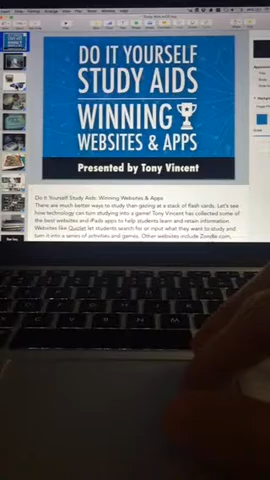 DO IT YOURSELF
STUDY AIDS
WINNING
WEBSITES & APPS
Presented by Tony Vincent
Do it Yourself Study Aids: Winning Websites & Apps
There are much better ways to study than gazing at a stack of flash cards. Let's see
how technology can turn studying into a game! Tony Vincent has collected some of
the best websites and iPads apps to help students learn and retain information.
Websites like Quizlet let students search for or input what they want to study and
turn it into a series of activities and games. Other websites include Zondle.com,